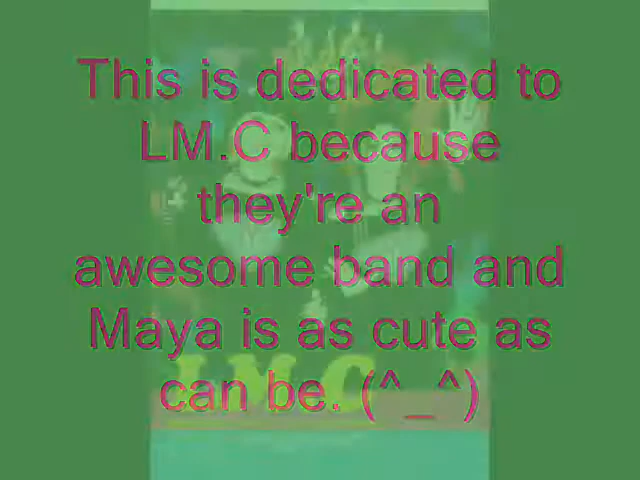 This is dedicated to
LM.C because
they're an
awesome band and
Maya is as cute as
can be. (^_^)
LM.C